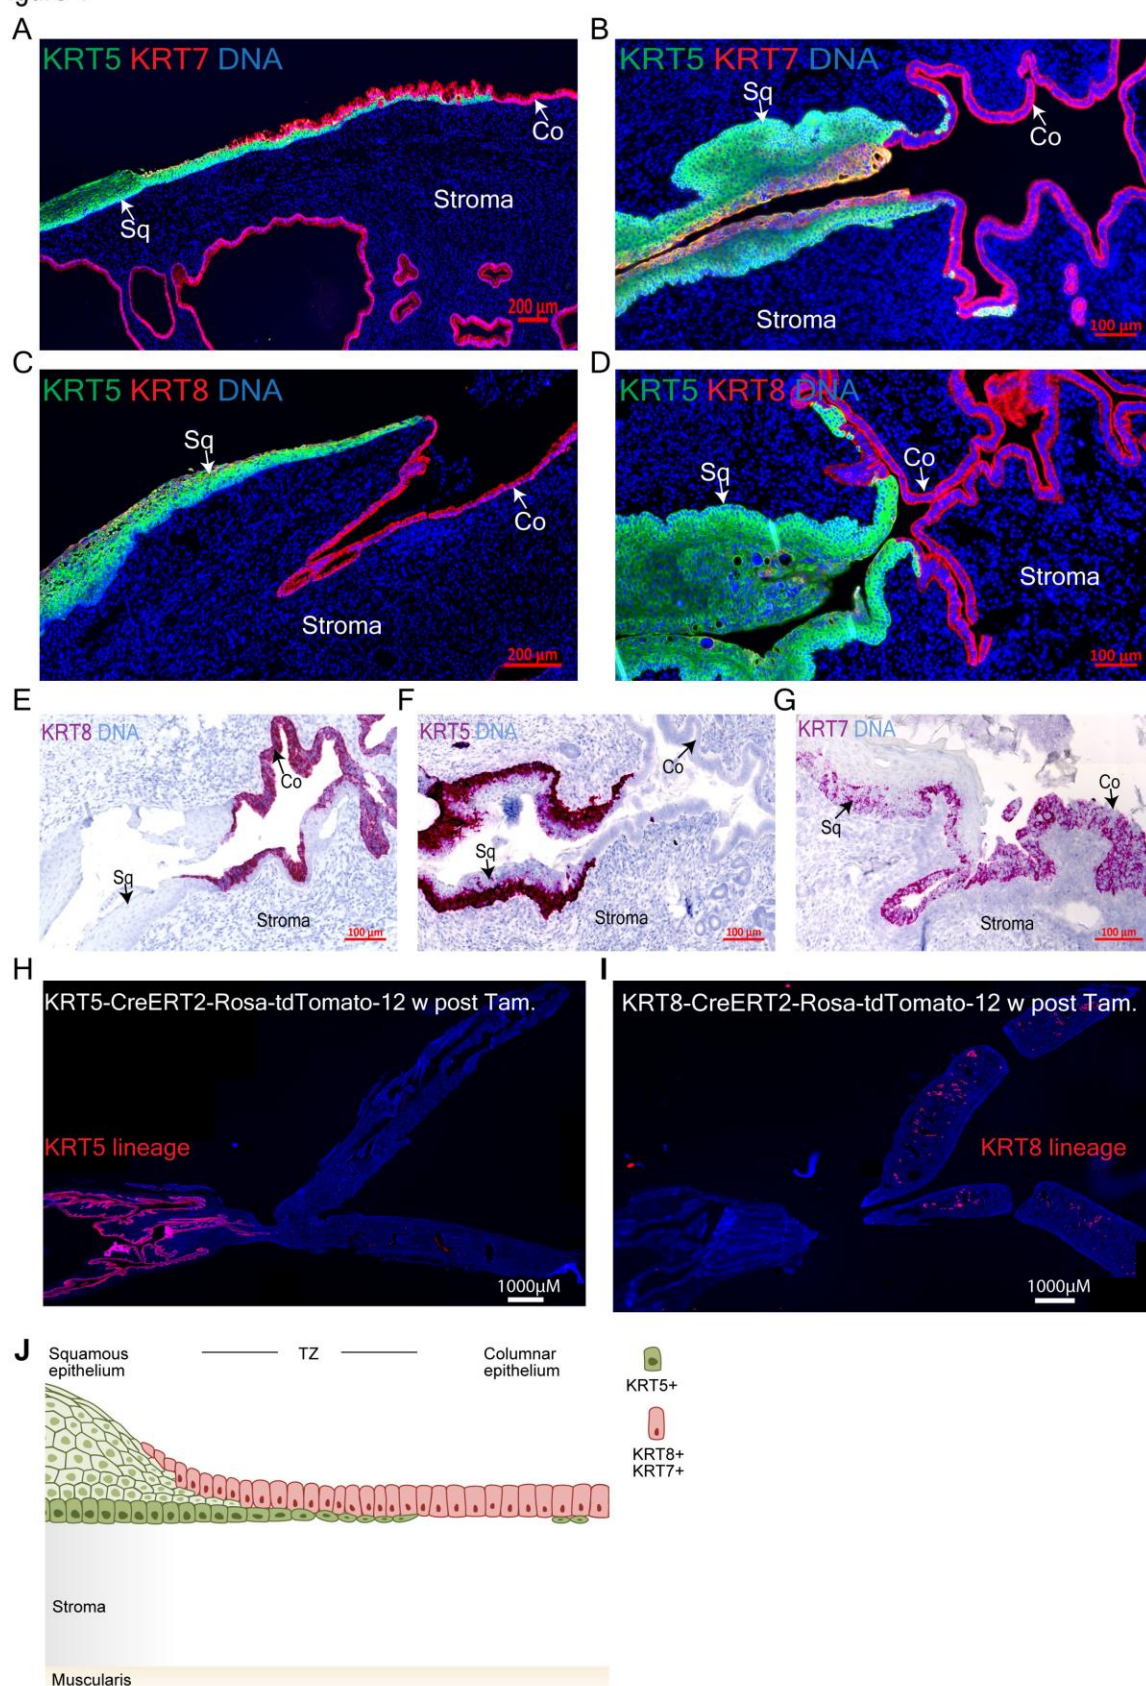 A
KRT5 KRT7 DNA
Co
Stroma
Sq
200 µm
B
KRT5 KRT7 DNA
Sq
Co
Stroma
100 µm
C
KRT5 KRT8 DNA
Sq
Co
Stroma
200 µm
D
KRT5 KRT8 DNA
Sq
Co
Stroma
100 µm
E
KRT8 DNA
Co
Sq
Stroma
100 µm
F
KRT5 DNA
Co
Sq
Stroma
100 µm
G
KRT7 DNA
Co
Sq
Stroma
100 µm
H
KRT5-CreERT2-Rosa-tdTomato-12 w post Tam.
KRT5 lineage
1000µM
I
KRT8-CreERT2-Rosa-tdTomato-12 w post Tam.
KRT8 lineage
1000µM
J
Squamous
epithelium
TZ
Columnar
epithelium
KRT5+
KRT8+
KRT7+
Stroma
Muscularis